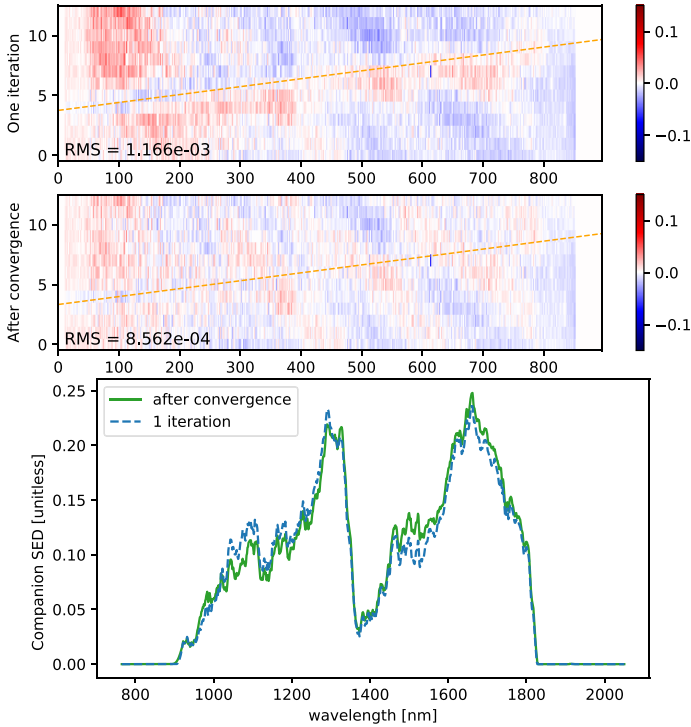 One iteration
10
5
0
RMS = 1.166e-03
0 100 200 300 400 500 600 700 800
0.1
0.0
−0.1
After convergence
10
5
0
RMS = 8.562e-04
0 100 200 300 400 500 600 700 800
0.1
0.0
−0.1
Companion SED [unitless]
0.25
0.20
0.15
0.10
0.05
0.00
after convergence
1 iteration
800 1000 1200 1400 1600 1800 2000
wavelength [nm]